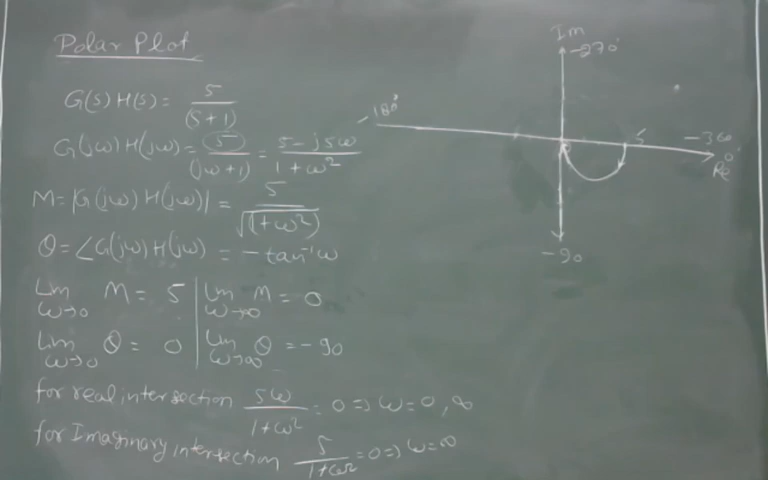 Polar Plot
G(s)H(s) = 5/(s+1)
G(jω)H(jω) = 5/(jω+1) = 5-j5ω/1+ω²
M = |G(jω)H(jω)| = 5/√(1+ω²)
θ = ∠G(jω)H(jω) = -tan⁻¹ω
Lim ω→0 M = 5 | Lim ω→∞ M = 0
Lim ω→0 θ = 0 | Lim ω→∞ θ = -90
for real intersection 5ω/1+ω² = 0 ⇒ ω = 0, ∞
for Imaginary intersection 5/1+ω² = 0 ⇒ ω = ∞
Im
-270°
-180°
5
-360°
Re
-90